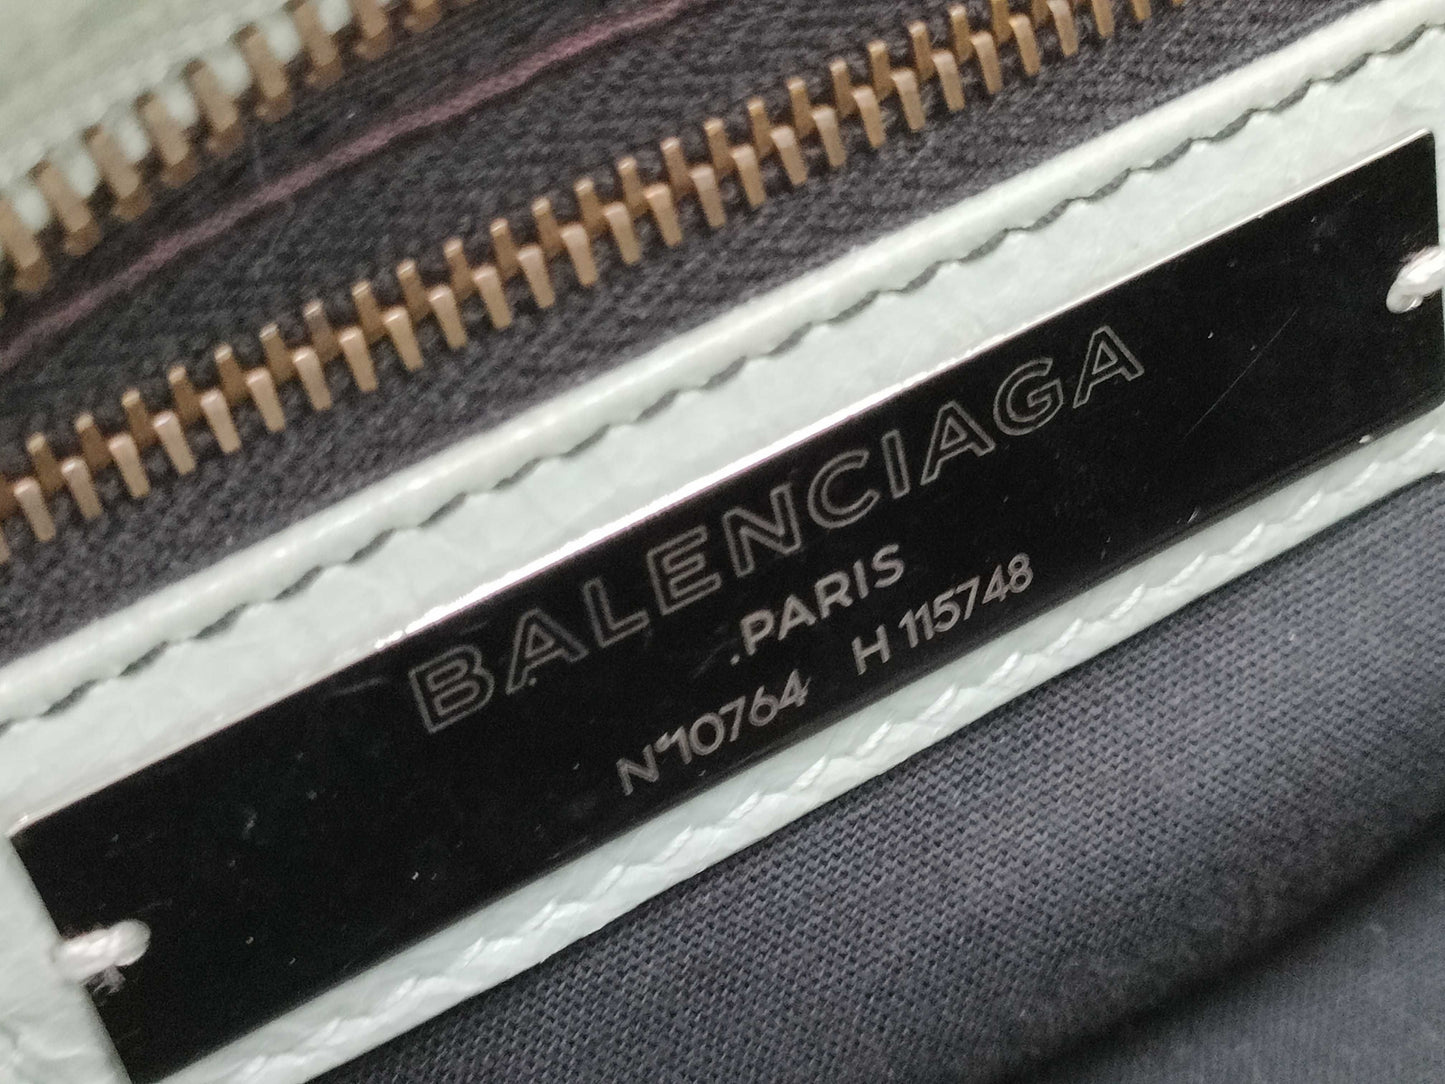 BALENCIAGA
.PARIS
N°10764 H 115748